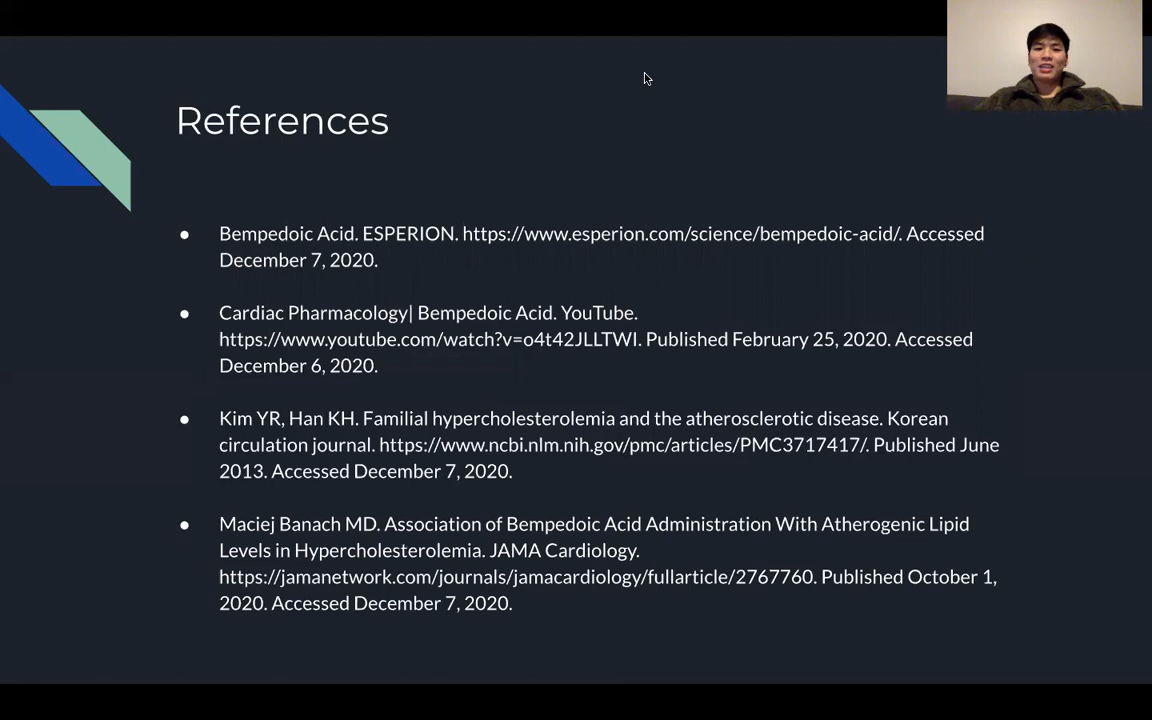 References
● Bempedoic Acid. ESPERION. https://www.esperion.com/science/bempedoic-acid/. Accessed
December 7, 2020.
● Cardiac Pharmacology| Bempedoic Acid. YouTube.
https://www.youtube.com/watch?v=o4t42JLLTWI. Published February 25, 2020. Accessed
December 6, 2020.
● Kim YR, Han KH. Familial hypercholesterolemia and the atherosclerotic disease. Korean
circulation journal. https://www.ncbi.nlm.nih.gov/pmc/articles/PMC3717417/. Published June
2013. Accessed December 7, 2020.
● Maciej Banach MD. Association of Bempedoic Acid Administration With Atherogenic Lipid
Levels in Hypercholesterolemia. JAMA Cardiology.
https://jamanetwork.com/journals/jamacardiology/fullarticle/2767760. Published October 1,
2020. Accessed December 7, 2020.